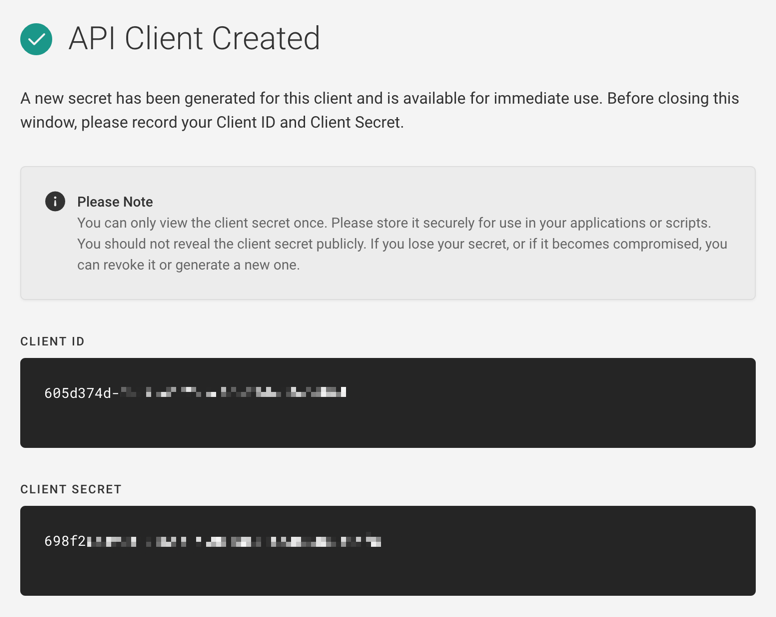 API Client Created
A new secret has been generated for this client and is available for immediate use. Before closing this
window, please record your Client ID and Client Secret.
Please Note
You can only view the client secret once. Please store it securely for use in your applications or scripts.
You should not reveal the client secret publicly. If you lose your secret, or if it becomes compromised, you
can revoke it or generate a new one.
CLIENT ID
605d374d-
CLIENT SECRET
698f2